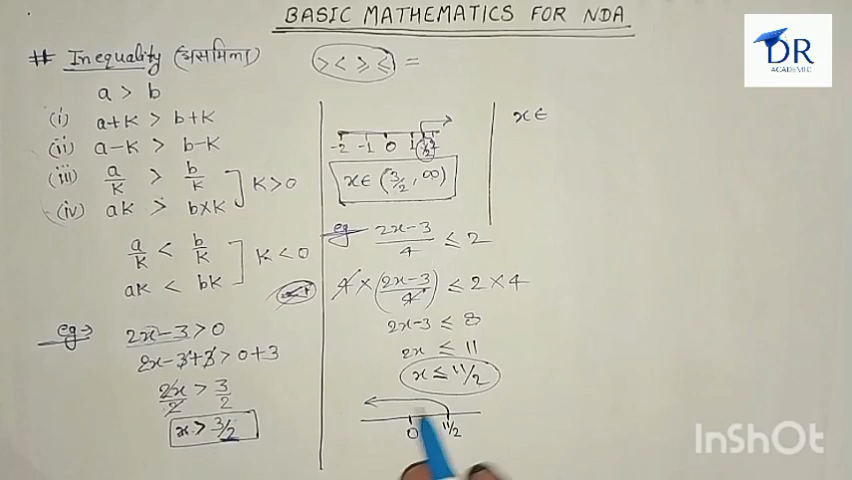 BASIC MATHEMATICS FOR NDA
DR
ACADEMIC
# Inequality (असमिका)
> < ≥ ≤ =
a > b
(i) a+K > b+K
(ii) a-K > b-K
(iii) a/K > b/K
(iv) aK > b×K
K>0
a/K < b/K
aK < bK
K<0
eg→ 2x-3>0
2x-3+3>0+3
2x/2 > 3/2
x > 3/2
-2 -1 0 1 3/2 2
x∈ (3/2, ∞)
eg 2x-3/4 ≤ 2
4×(2x-3/4) ≤ 2×4
2x-3 ≤ 8
2x ≤ 11
x ≤ 11/2
0 11/2
x∈
InShOt